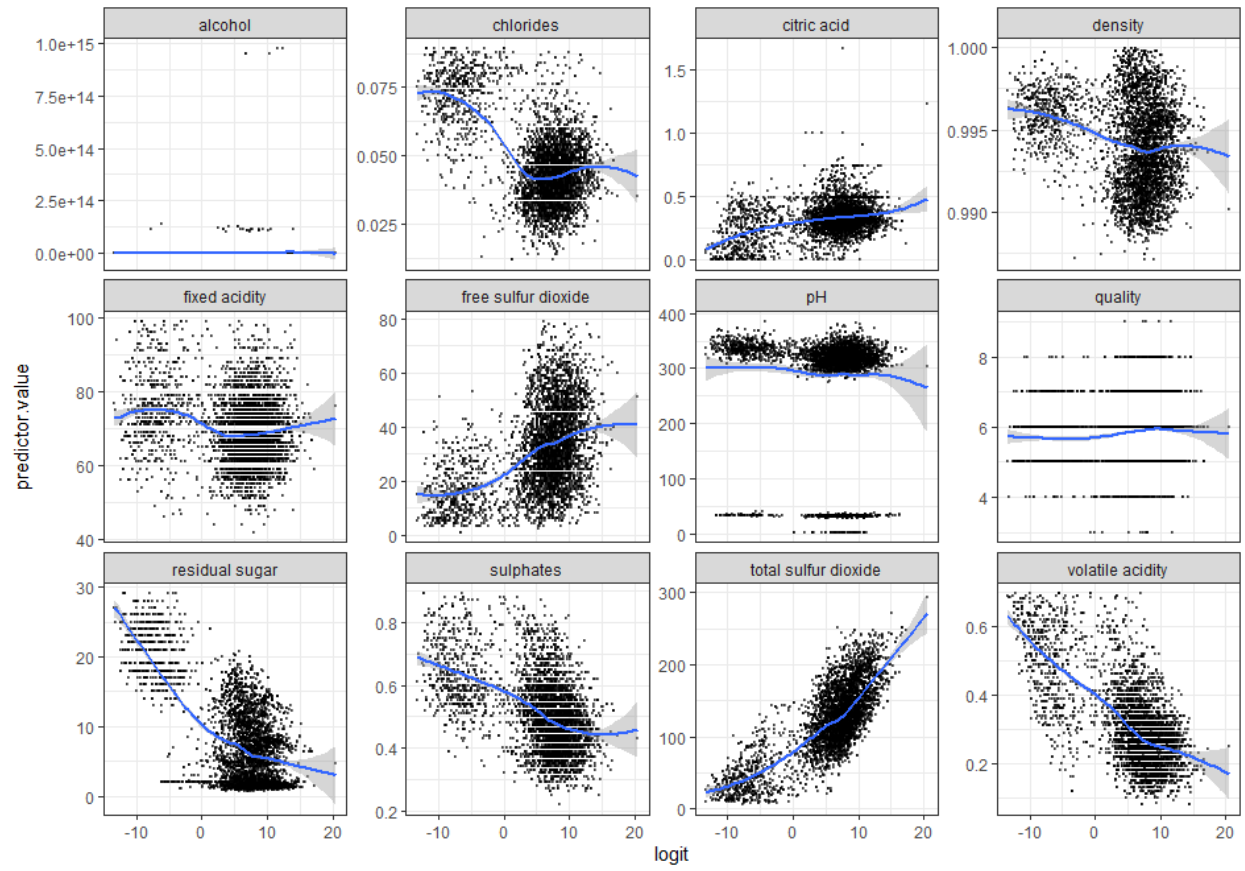 alcohol
chlorides
citric acid
density
1.0e+15
7.5e+14
5.0e+14
2.5e+14
0.0e+00
0.075
0.050
0.025
1.5
1.0
0.5
0.0
1.000
0.995
0.990
fixed acidity
free sulfur dioxide
pH
quality
100
80
60
40
80
60
40
20
0
400
300
200
100
0
8
6
4
predictor.value
residual sugar
sulphates
total sulfur dioxide
volatile acidity
30
20
10
0
0.8
0.6
0.4
0.2
300
200
100
0
0.6
0.4
0.2
-10 0 10 20
-10 0 10 20
-10 0 10 20
-10 0 10 20
logit